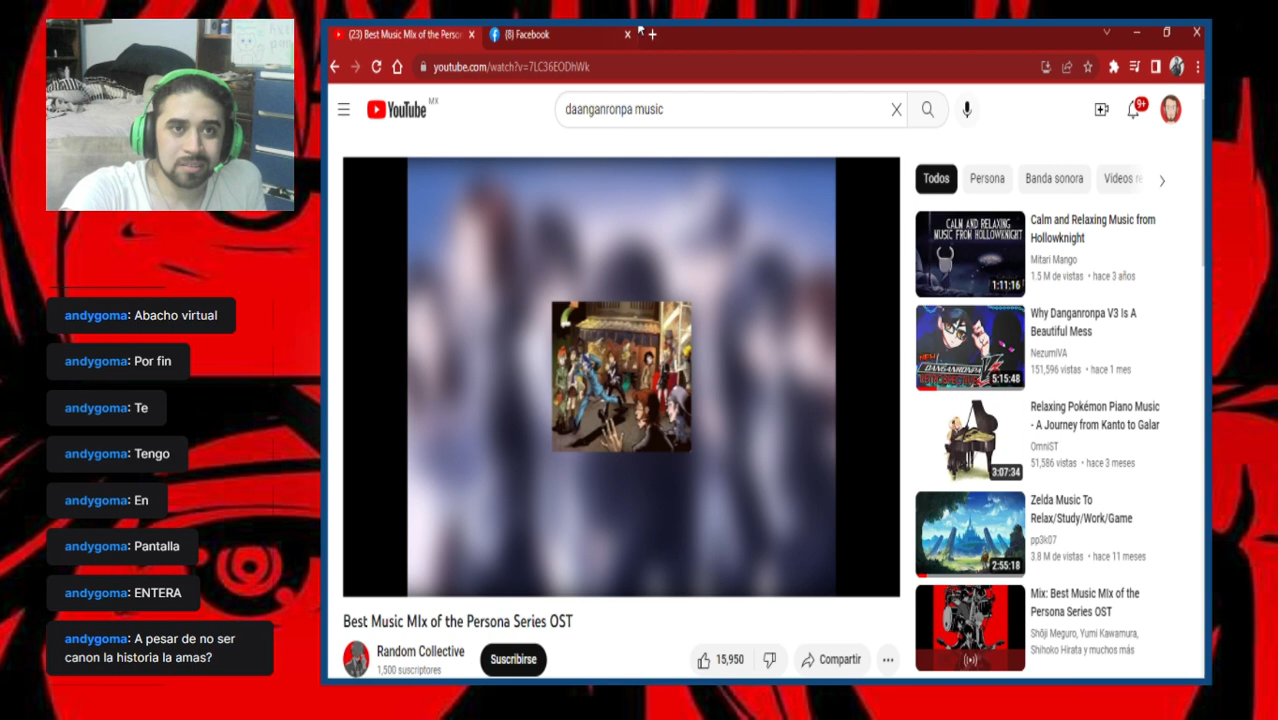 (23) Best Music MIx of the Perso
(8) Facebook
youtube.com/watch?v=7LC36EODhWk
YouTube MX
daanganronpa music
9+
Todos
Persona
Banda sonora
Videos re
CALM AND RELAXING
MUSIC FROM HOLLOWKNIGHT
1:11:16
Calm and Relaxing Music from
Hollowknight
Mitari Mango
1.5 M de vistas • hace 3 años
NEW
DANGANRONPA
5:15:48
Why Danganronpa V3 Is A
Beautiful Mess
NezumiVA
151,596 vistas • hace 1 mes
3:07:34
Relaxing Pokémon Piano Music
- A Journey from Kanto to Galar
OmniST
51,586 vistas • hace 3 meses
2:55:18
Zelda Music To
Relax/Study/Work/Game
pp3k07
3.8 M de vistas • hace 11 meses
Mix: Best Music MIx of the
Persona Series OST
Shōji Meguro, Yumi Kawamura,
Shihoko Hirata y muchos más
Best Music MIx of the Persona Series OST
Random Collective
1,500 suscriptores
Suscribirse
15,950
Compartir
andygoma: Abacho virtual
andygoma: Por fin
andygoma: Te
andygoma: Tengo
andygoma: En
andygoma: Pantalla
andygoma: ENTERA
andygoma: A pesar de no ser
canon la historia la amas?